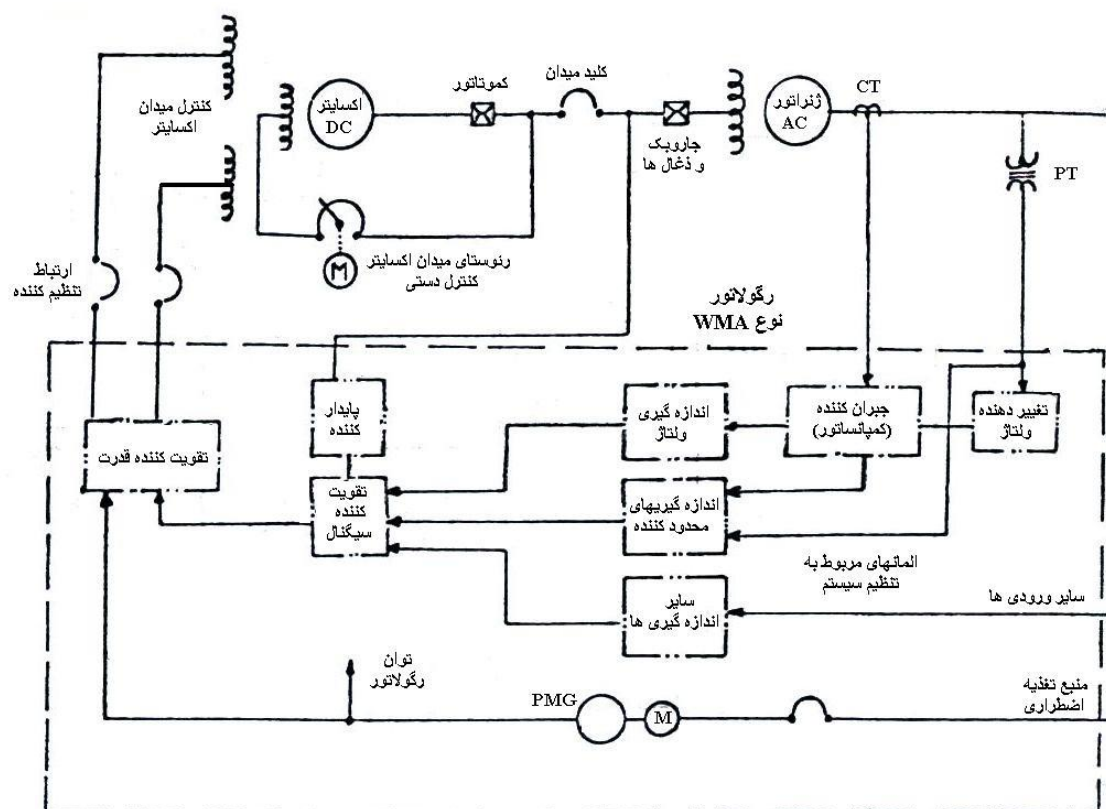 کنترل میدان
اکسایتر
اکسایتر
DC
کموتاتور
کلید میدان
جاروبک
و ذغال ها
ژنراتور
AC
CT
PT
رئوستای میدان اکسایتر
کنترل دستی
M
ارتباط
تنظیم کننده
رگولاتور
نوع WMA
تقویت کننده قدرت
پایدار
کننده
تقویت
کننده
سیگنال
اندازه گیری
ولتاژ
جبران کننده
(کمپانساتور)
تغییر دهنده
ولتاژ
اندازه گیریهای
محدود کننده
المانهای مربوط به
تنظیم سیستم
سایر
اندازه گیری ها
سایر ورودی ها
توان
رگولاتور
PMG
M
منبع تغذیه
اضطراری